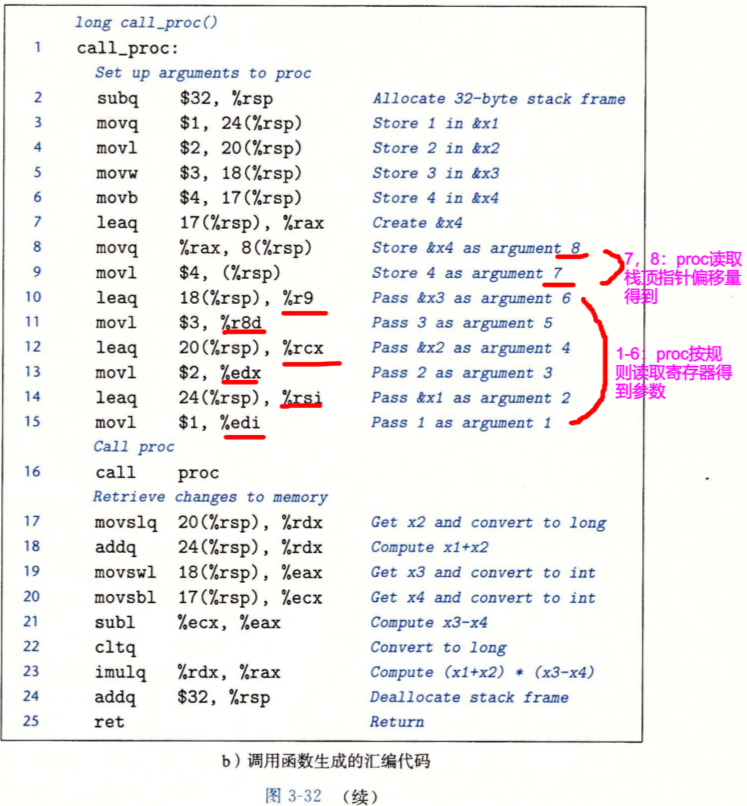 long call_proc()
1 call_proc:
Set up arguments to proc
2 subq $32, %rsp Allocate 32-byte stack frame
3 movq $1, 24(%rsp) Store 1 in &x1
4 movl $2, 20(%rsp) Store 2 in &x2
5 movw $3, 18(%rsp) Store 3 in &x3
6 movb $4, 17(%rsp) Store 4 in &x4
7 leaq 17(%rsp), %rax Create &x4
8 movq %rax, 8(%rsp) Store &x4 as argument 8
9 movl $4, (%rsp) Store 4 as argument 7
7，8：proc读取
栈顶指针偏移量
得到
10 leaq 18(%rsp), %r9 Pass &x3 as argument 6
11 movl $3, %r8d Pass 3 as argument 5
12 leaq 20(%rsp), %rcx Pass &x2 as argument 4
13 movl $2, %edx Pass 2 as argument 3
14 leaq 24(%rsp), %rsi Pass &x1 as argument 2
15 movl $1, %edi Pass 1 as argument 1
1-6：proc按规
则读取寄存器得
到参数
Call proc
16 call proc
Retrieve changes to memory
17 movslq 20(%rsp), %rdx Get x2 and convert to long
18 addq 24(%rsp), %rdx Compute x1+x2
19 movswl 18(%rsp), %eax Get x3 and convert to int
20 movsbl 17(%rsp), %ecx Get x4 and convert to int
21 subl %ecx, %eax Compute x3-x4
22 cltq Convert to long
23 imulq %rdx, %rax Compute (x1+x2) * (x3-x4)
24 addq $32, %rsp Deallocate stack frame
25 ret Return
b）调用函数生成的汇编代码
图 3-32 （续）